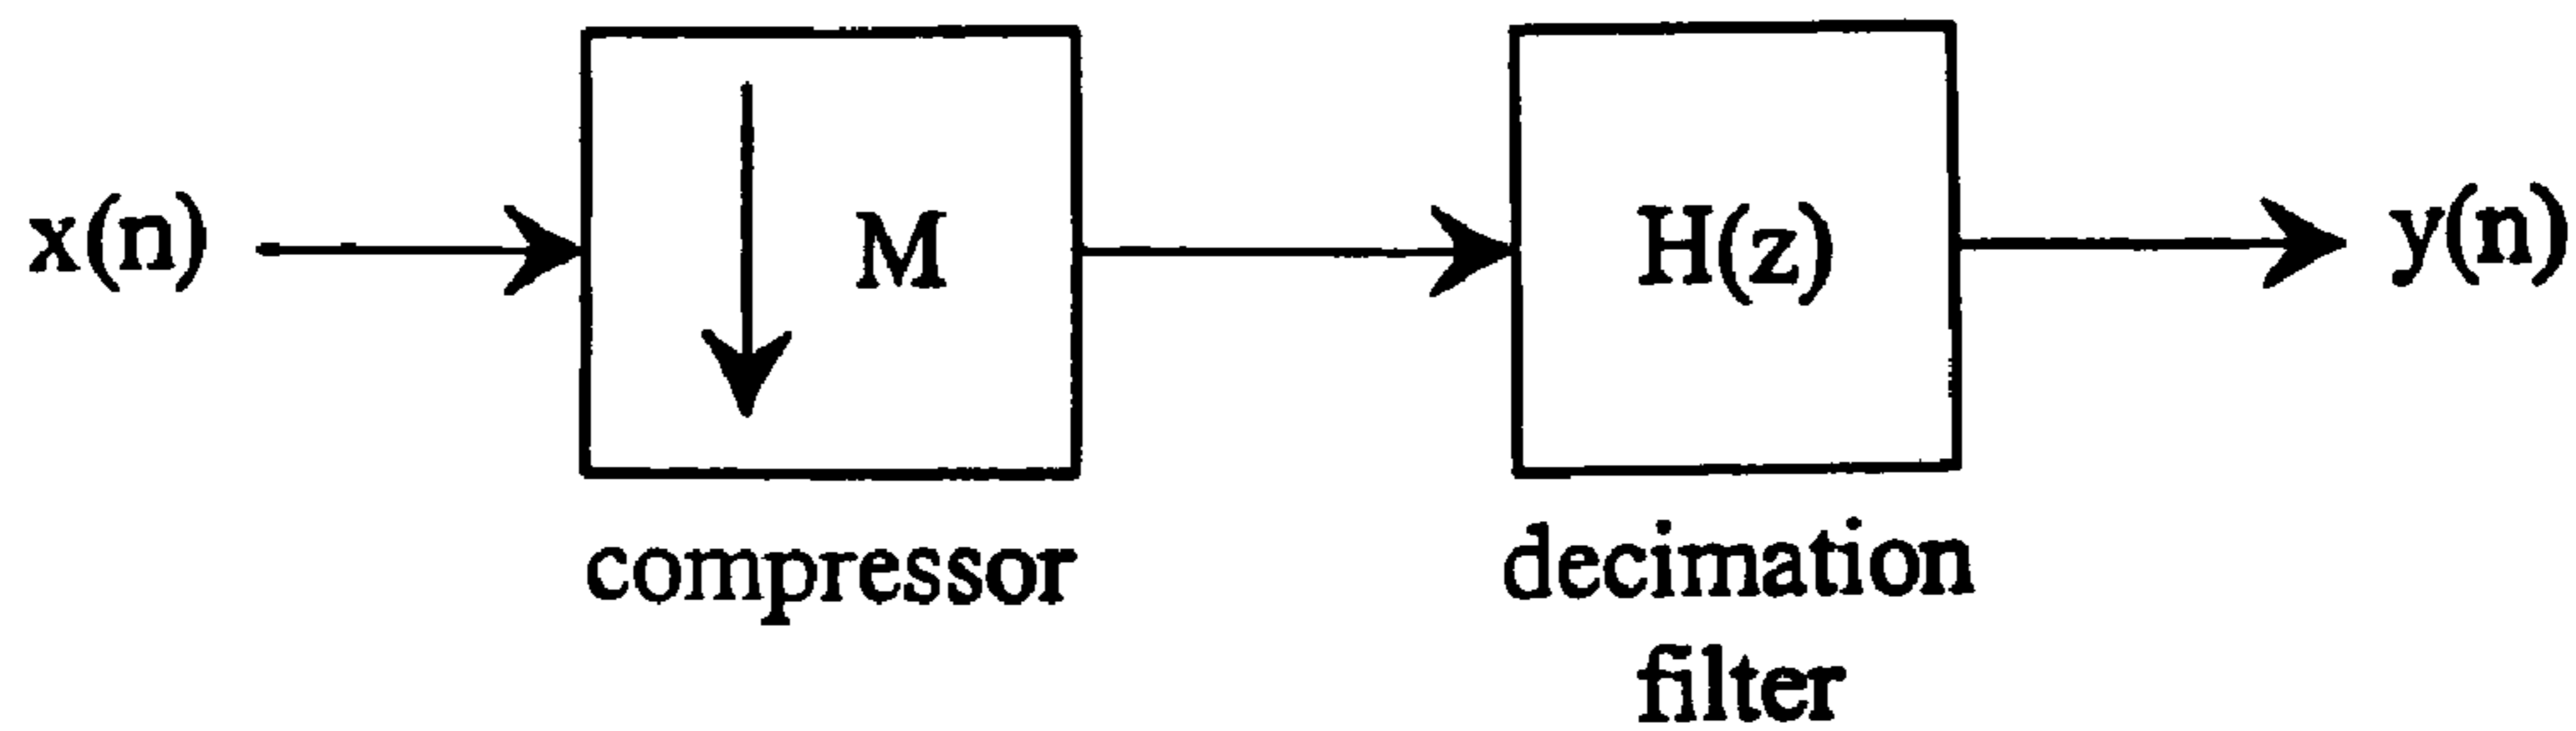 x(n)
M
H(z)
y(n)
compressor
decimation
filter